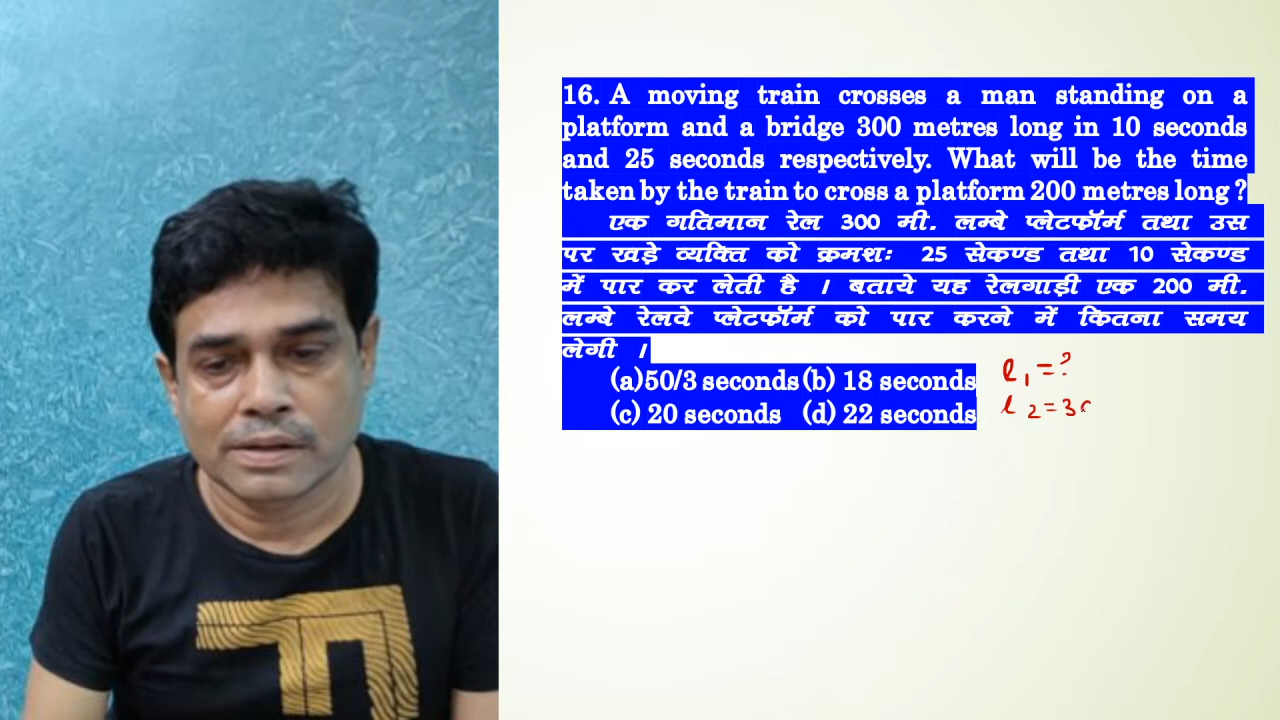 16. A moving train crosses a man standing on a
platform and a bridge 300 metres long in 10 seconds
and 25 seconds respectively. What will be the time
taken by the train to cross a platform 200 metres long ?
एक गतिमान रेल 300 मी. लम्बे प्लेटफॉर्म तथा उस
पर खड़े व्यक्ति को क्रमशः 25 सेकण्ड तथा 10 सेकण्ड
में पार कर लेती है । बताये यह रेलगाड़ी एक 200 मी.
लम्बे रेलवे प्लेटफॉर्म को पार करने में कितना समय
लेगी ।
(a)50/3 seconds (b) 18 seconds
(c) 20 seconds (d) 22 seconds
l1 = ?
l2 = 30